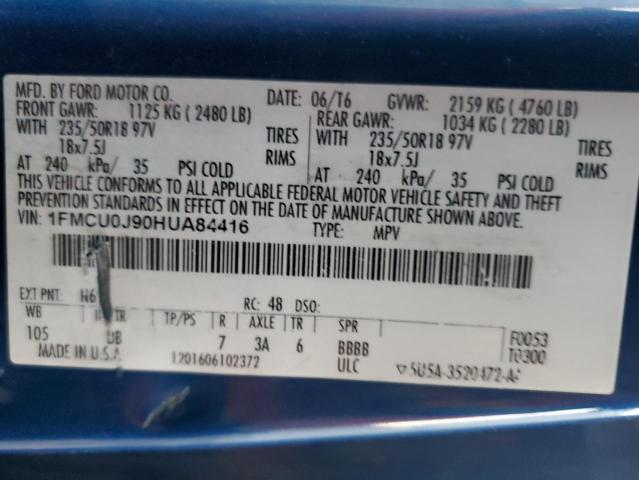 MFD. BY FORD MOTOR CO.
DATE: 06/16 GVWR: 2159 KG ( 4760 LB)
FRONT GAWR: 1125 KG ( 2480 LB) REAR GAWR: 1034 KG ( 2280 LB)
WITH 235/50R18 97V TIRES WITH 235/50R18 97V TIRES
18x7.5J RIMS 18x7.5J RIMS
AT 240 kPa/ 35 PSI COLD AT 240 kPa/ 35 PSI COLD
THIS VEHICLE CONFORMS TO ALL APPLICABLE FEDERAL MOTOR VEHICLE SAFETY AND THEFT
PREVENTION STANDARDS IN EFFECT ON THE DATE OF MANUFACTURE SHOWN ABOVE.
VIN: 1FMCU0J90HUA84416 TYPE: MPV
EXT PNT: N6 RC: 48 DSO:
WB TR TP/PS R AXLE TR SPR
105 DB 7 3A 6 BBBB F0053
MADE IN U.S.A 1201606102372 ULC T0300
5U5A-3520472-A